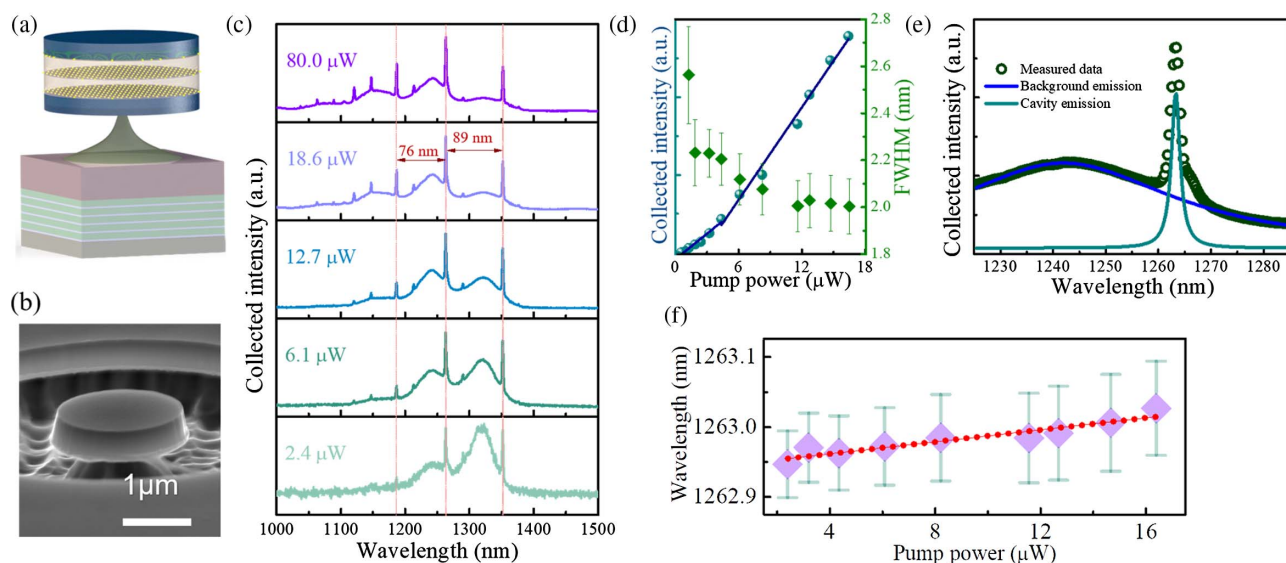 (a)
(b)
1μm
(c)
Collected intensity (a.u.)
80.0 μW
18.6 μW
76 nm
89 nm
12.7 μW
6.1 μW
2.4 μW
1000 1100 1200 1300 1400 1500
Wavelength (nm)
(d)
Collected intensity (a.u.)
2.8
2.6
2.4
2.2
2.0
1.8
FWHM (nm)
0 6 12 18
Pump power (μW)
(e)
Collected intensity (a.u.)
Measured data
Background emission
Cavity emission
1230 1240 1250 1260 1270 1280
Wavelength (nm)
(f)
Wavelength (nm)
1263.1
1263.0
1262.9
4 8 12 16
Pump power (μW)